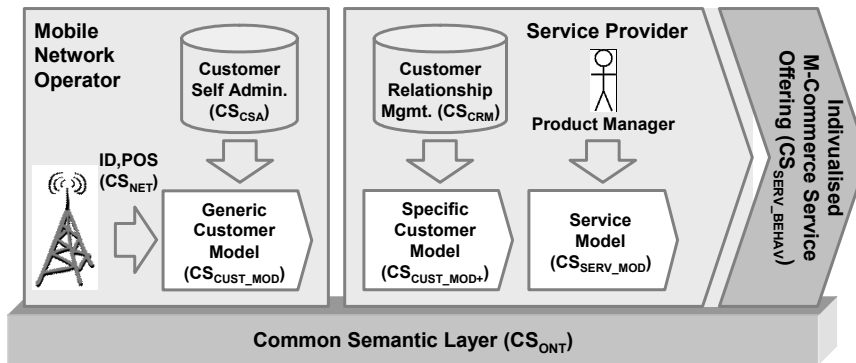 Mobile
Network
Operator
Customer
Self Admin.
(CS_CSA)
ID,POS
(CS_NET)
Generic
Customer
Model
(CS_CUST_MOD)
Customer
Relationship
Mgmt. (CS_CRM)
Service Provider
Product Manager
Specific
Customer
Model
(CS_CUST_MOD+)
Service
Model
(CS_SERV_MOD)
Indivualised
M-Commerce Service
Offering (CS_SERV_BEHAV)
Common Semantic Layer (CS_ONT)